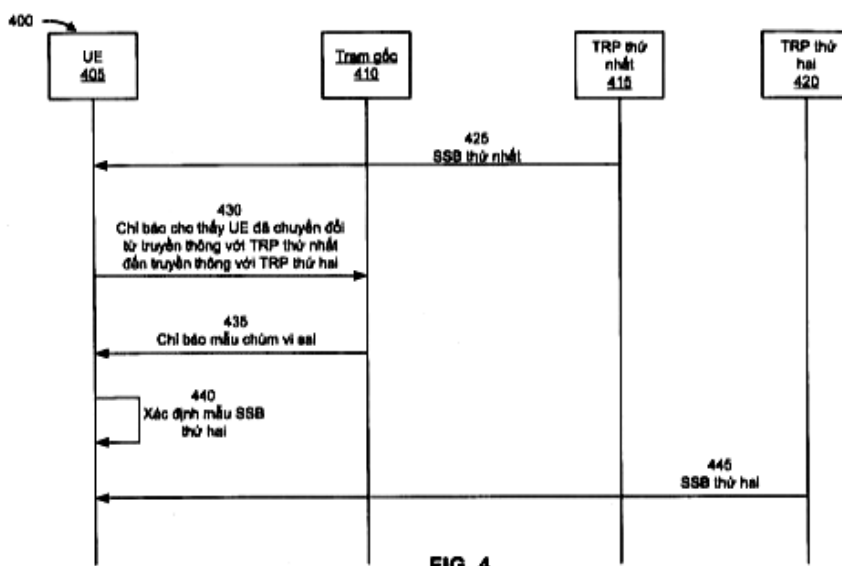 400
UE
405
Trạm gốc
410
TRP thứ
nhất
415
TRP thứ
hai
420
425
SSB thứ nhất
430
Chỉ báo cho thấy UE đã chuyển đổi
từ truyền thông với TRP thứ nhất
đến truyền thông với TRP thứ hai
435
Chỉ báo mẫu chùm vi sai
440
Xác định mẫu SSB
thứ hai
445
SSB thứ hai
FIG. 4